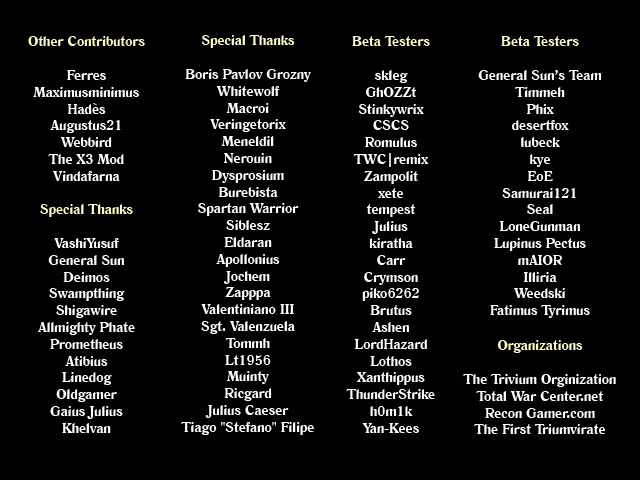 Other Contributors
Ferres
Maximusminimus
Hadès
Augustus21
Webbird
The X3 Mod
Vindafarna
Special Thanks
VashiYusuf
General Sun
Deimos
Swampthing
Shigawire
Allmighty Phate
Prometheus
Atibius
Linedog
Oldgamer
Gaius Julius
Khelvan
Special Thanks
Boris Pavlov Grozny
Whitewolf
Macroi
Veringetorix
Meneldil
Nerouin
Dysprosium
Burebista
Spartan Warrior
Siblesz
Eldaran
Apollonius
Jochem
Zapppa
Valentiniano III
Sgt. Valenzuela
Tommh
Lt1956
Muinty
Ricgard
Julius Caeser
Tiago "Stefano" Filipe
Beta Testers
skleg
GhOZZt
Stinkywrix
CSCS
Romulus
TWC|remix
Zampolit
xete
tempest
Julius
kiratha
Carr
Crymson
piko6262
Brutus
Ashen
LordHazard
Lothos
Xanthippus
ThunderStrike
h0m1k
Yan-Kees
Beta Testers
General Sun's Team
Timmeh
Phix
desertfox
lubeck
kye
EoE
Samurai121
Seal
LoneGunman
Lupinus Pectus
mAIOR
Illiria
Weedski
Fatimus Tyrimus
Organizations
The Trivium Orginization
Total War Center.net
Recon Gamer.com
The First Triumvirate